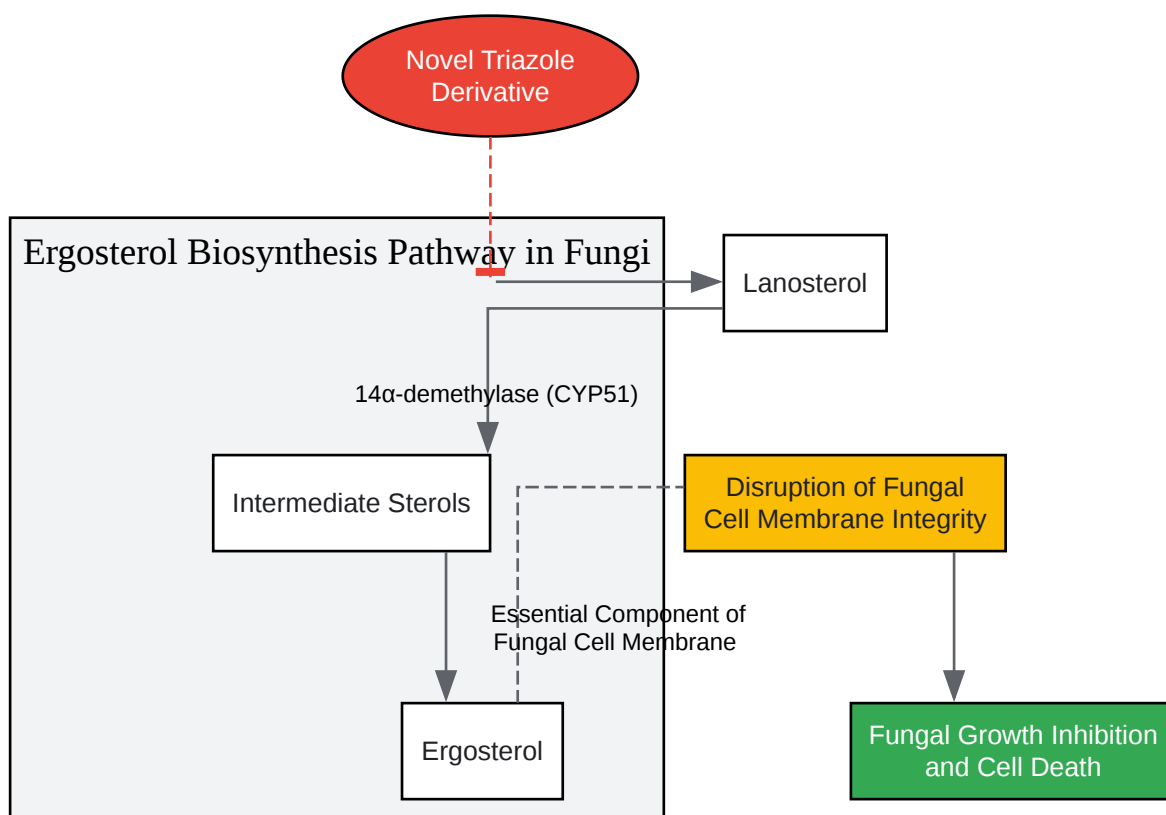 Novel Triazole
Derivative
Ergosterol Biosynthesis Pathway in Fungi
Lanosterol
14α-demethylase (CYP51)
Intermediate Sterols
Disruption of Fungal
Cell Membrane Integrity
Essential Component of
Fungal Cell Membrane
Ergosterol
Fungal Growth Inhibition
and Cell Death